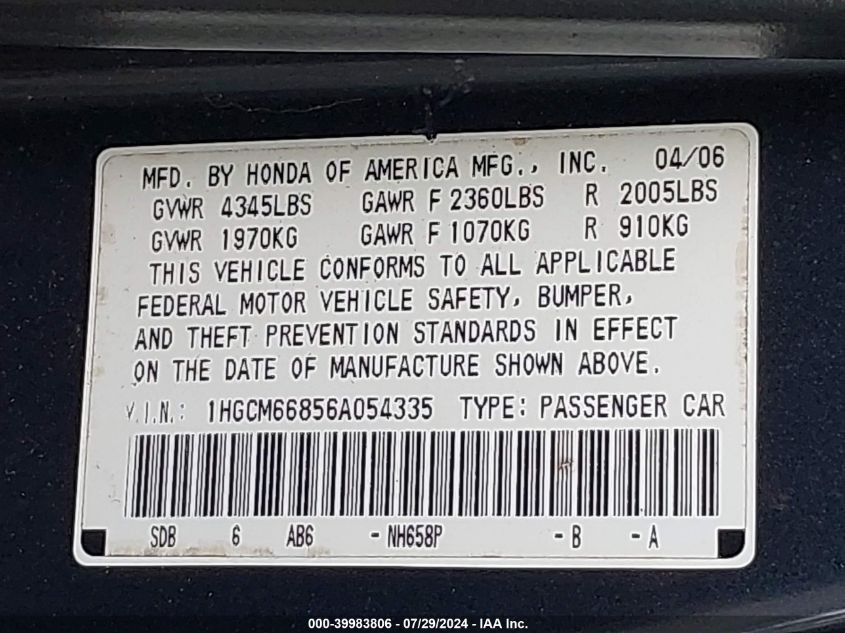 MFD. BY HONDA OF AMERICA MFG., INC. 04/06
GVWR 4345LBS GAWR F 2360LBS R 2005LBS
GVWR 1970KG GAWR F 1070KG R 910KG
THIS VEHICLE CONFORMS TO ALL APPLICABLE
FEDERAL MOTOR VEHICLE SAFETY, BUMPER,
AND THEFT PREVENTION STANDARDS IN EFFECT
ON THE DATE OF MANUFACTURE SHOWN ABOVE.
V.I.N.: 1HGCM66856A054335 TYPE: PASSENGER CAR
SDB 6 AB6 - NH658P - B - A
000-39983806 - 07/29/2024 - IAA Inc.